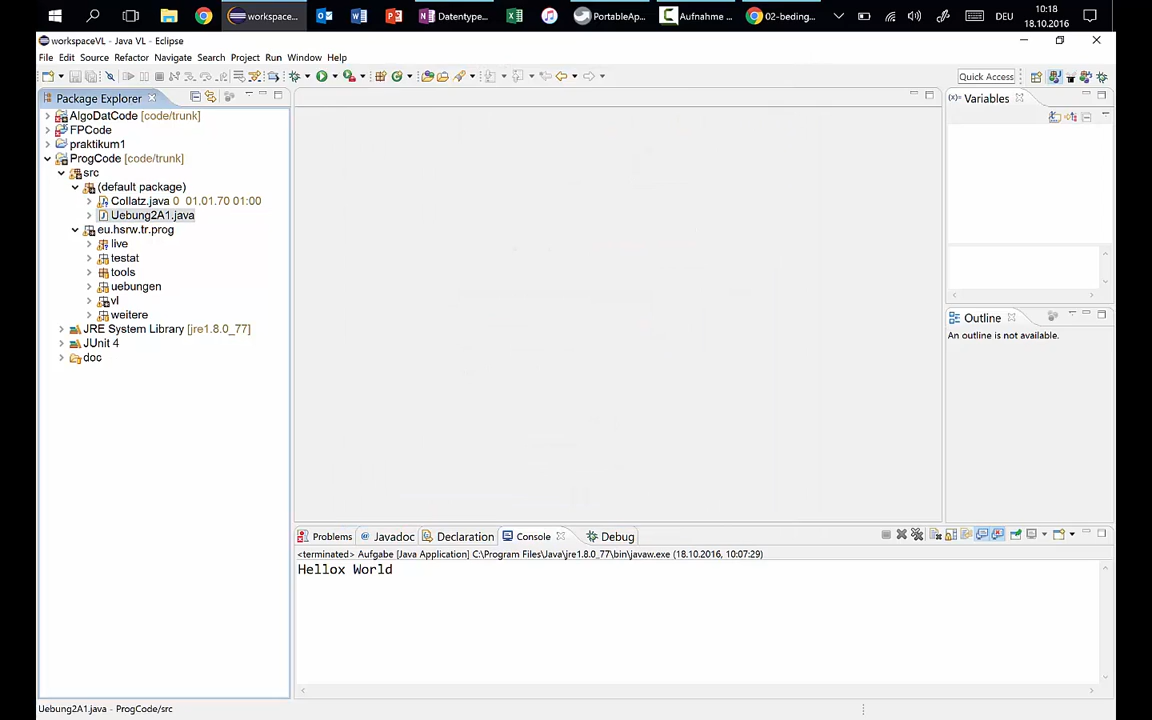 workspace...
Datentype...
PortableAp...
Aufnahme ...
02-beding...
DEU
10:18
18.10.2016
workspaceVL - Java VL - Eclipse
File Edit Source Refactor Navigate Search Project Run Window Help
Quick Access
Package Explorer
Variables
AlgoDatCode [code/trunk]
FPCode
praktikum1
ProgCode [code/trunk]
src
(default package)
Collatz.java 0 01.01.70 01:00
Uebung2A1.java
eu.hsrw.tr.prog
live
testat
tools
uebungen
vl
weitere
JRE System Library [jre1.8.0_77]
JUnit 4
doc
Outline
An outline is not available.
Problems Javadoc Declaration Console Debug
<terminated> Aufgabe [Java Application] C:\Program Files\Java\jre1.8.0_77\bin\javaw.exe (18.10.2016, 10:07:29)
Hellox World
Uebung2A1.java - ProgCode/src